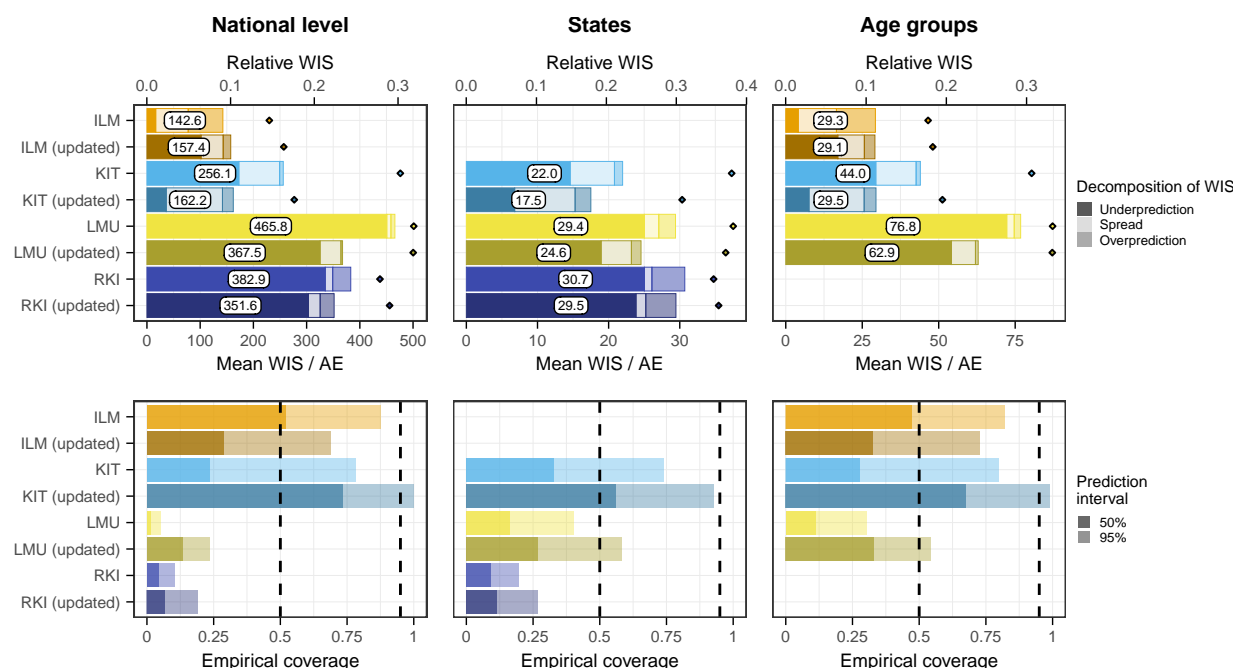 National level
States
Age groups
Relative WIS
Relative WIS
Relative WIS
0.0 0.1 0.2 0.3
0.0 0.1 0.2 0.3 0.4
0.0 0.1 0.2 0.3
ILM 142.6 29.3
ILM (updated) 157.4 29.1
KIT 256.1 22.0 44.0
KIT (updated) 162.2 17.5 29.5
LMU 465.8 29.4 76.8
LMU (updated) 367.5 24.6 62.9
RKI 382.9 30.7
RKI (updated) 351.6 29.5
0 100 200 300 400 500
0 10 20 30
0 25 50 75
Mean WIS / AE
Mean WIS / AE
Mean WIS / AE
Decomposition of WIS
Underprediction
Spread
Overprediction
ILM
ILM (updated)
KIT
KIT (updated)
LMU
LMU (updated)
RKI
RKI (updated)
0 0.25 0.5 0.75 1
0 0.25 0.5 0.75 1
0 0.25 0.5 0.75 1
Empirical coverage
Empirical coverage
Empirical coverage
Prediction
interval
50%
95%